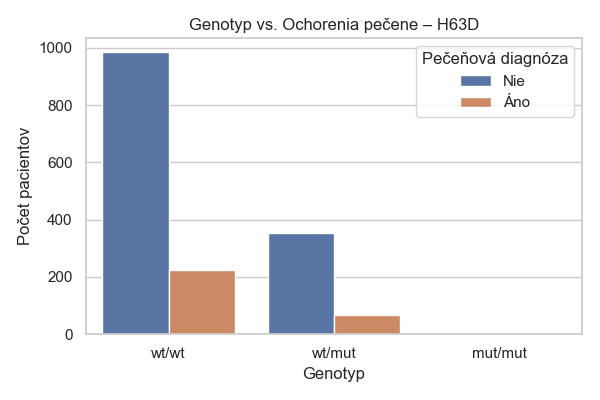 Genotyp vs. Ochorenia pečene – H63D
Pečeňová diagnóza
Nie
Áno
Počet pacientov
1000
800
600
400
200
0
wt/wt
wt/mut
mut/mut
Genotyp